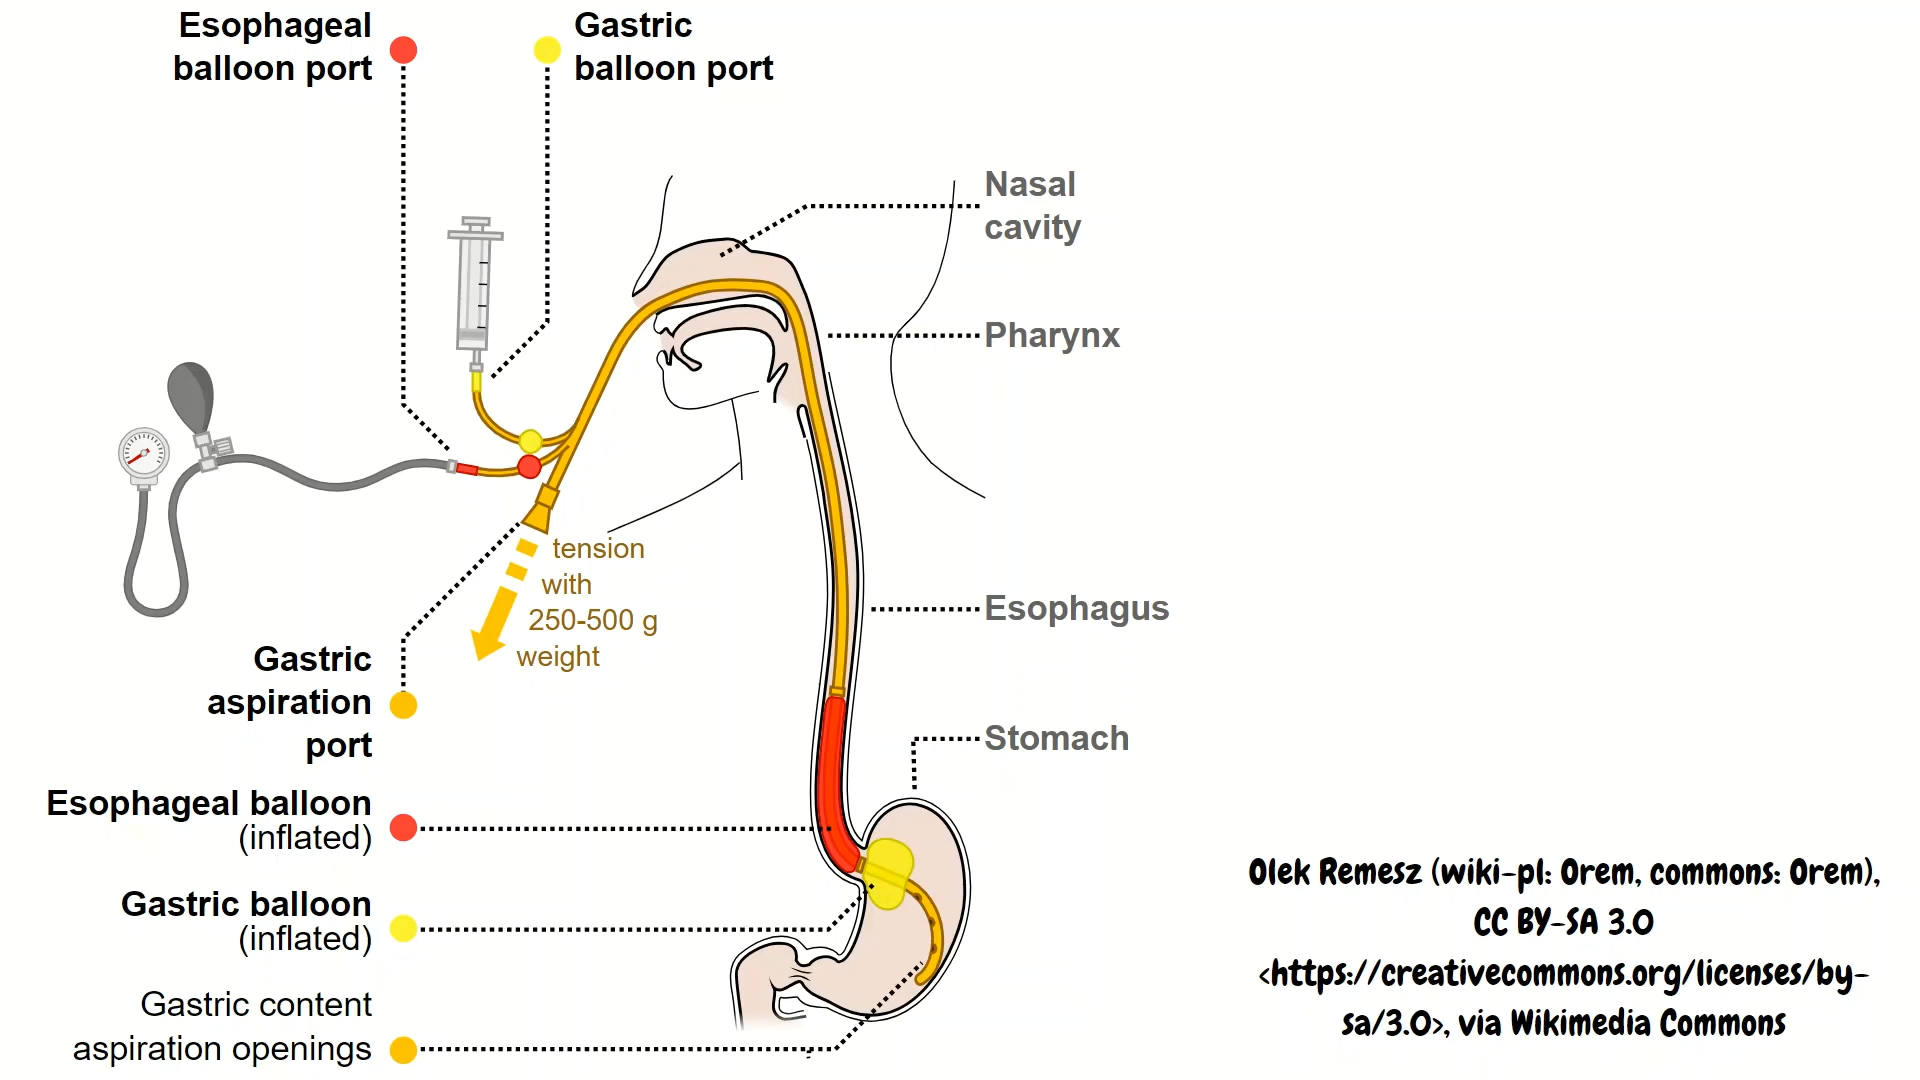 Esophageal
balloon port
Gastric
balloon port
Nasal
cavity
Pharynx
tension
with
250-500 g
weight
Esophagus
Gastric
aspiration
port
Stomach
Esophageal balloon
(inflated)
Gastric balloon
(inflated)
Gastric content
aspiration openings
Olek Remesz (wiki-pl: Orem, commons: Orem),
CC BY-SA 3.0
<https://creativecommons.org/licenses/by-
sa/3.0>, via Wikimedia Commons